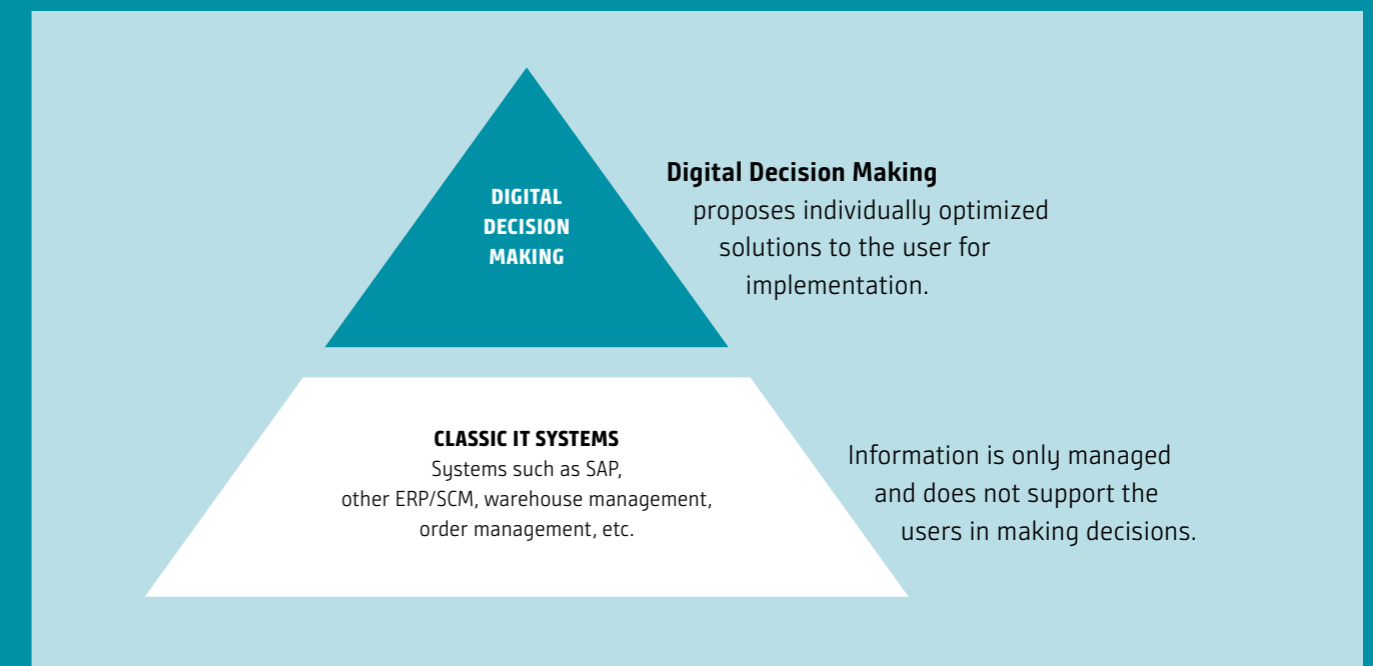 DIGITAL
DECISION
MAKING
Digital Decision Making
proposes individually optimized
solutions to the user for
implementation.
CLASSIC IT SYSTEMS
Systems such as SAP,
other ERP/SCM, warehouse management,
order management, etc.
Information is only managed
and does not support the
users in making decisions.